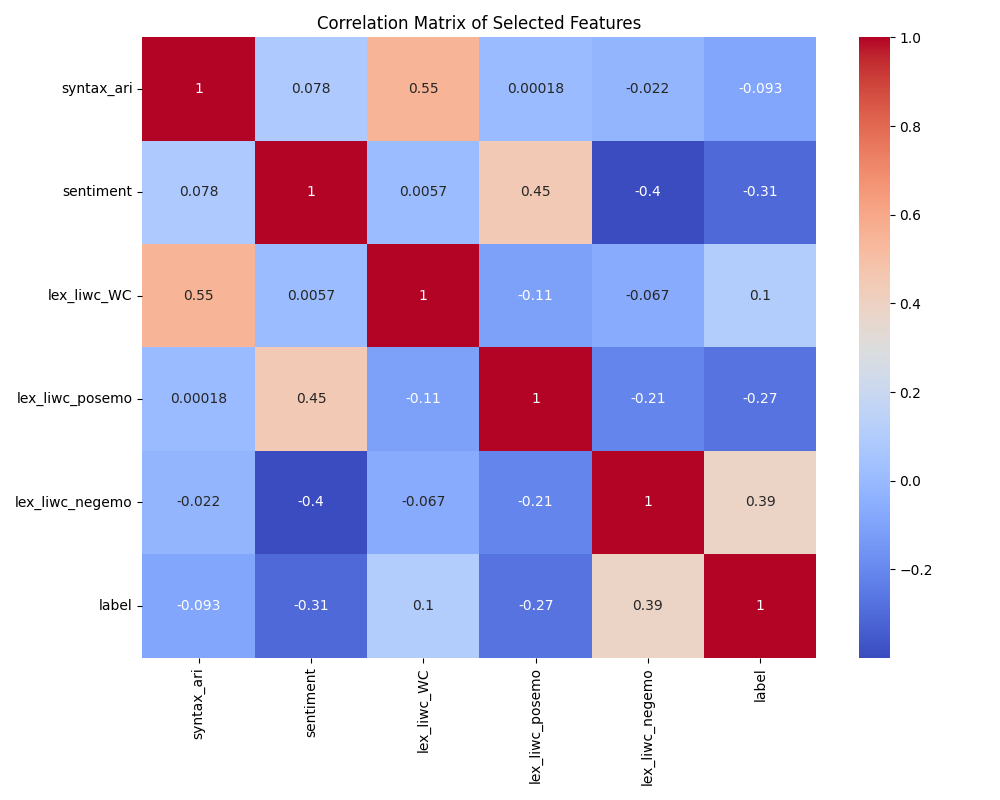 Correlation Matrix of Selected Features
syntax_ari 1 0.078 0.55 0.00018 -0.022 -0.093
sentiment 0.078 1 0.0057 0.45 -0.4 -0.31
lex_liwc_WC 0.55 0.0057 1 -0.11 -0.067 0.1
lex_liwc_posemo 0.00018 0.45 -0.11 1 -0.21 -0.27
lex_liwc_negemo -0.022 -0.4 -0.067 -0.21 1 0.39
label -0.093 -0.31 0.1 -0.27 0.39 1
syntax_ari
sentiment
lex_liwc_WC
lex_liwc_posemo
lex_liwc_negemo
label
1.0
0.8
0.6
0.4
0.2
0.0
−0.2